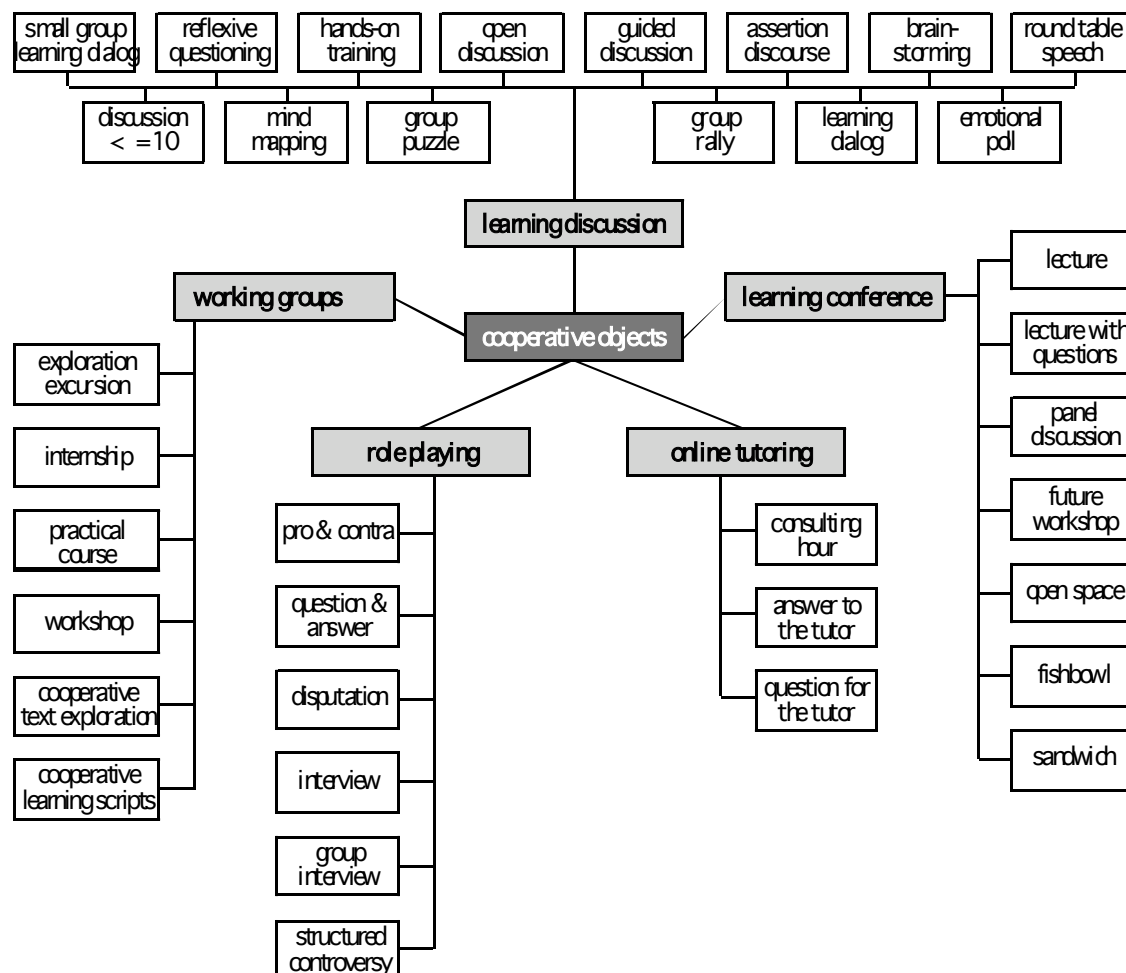 small group
learning dialog
reflexive
questioning
hands-on
training
open
discussion
guided
discussion
assertion
discourse
brain-
storming
round table
speech
discussion
< =10
mind
mapping
group
puzzle
group
rally
learning
dialog
emotional
poll
learning discussion
working groups
learning conference
cooperative objects
role playing
online tutoring
exploration
excursion
internship
practical
course
workshop
cooperative
text exploration
cooperative
learning scripts
pro & contra
question &
answer
disputation
interview
group
interview
structured
controversy
consulting
hour
answer to
the tutor
question for
the tutor
lecture
lecture with
questions
panel
discussion
future
workshop
open space
fishbowl
sandwich